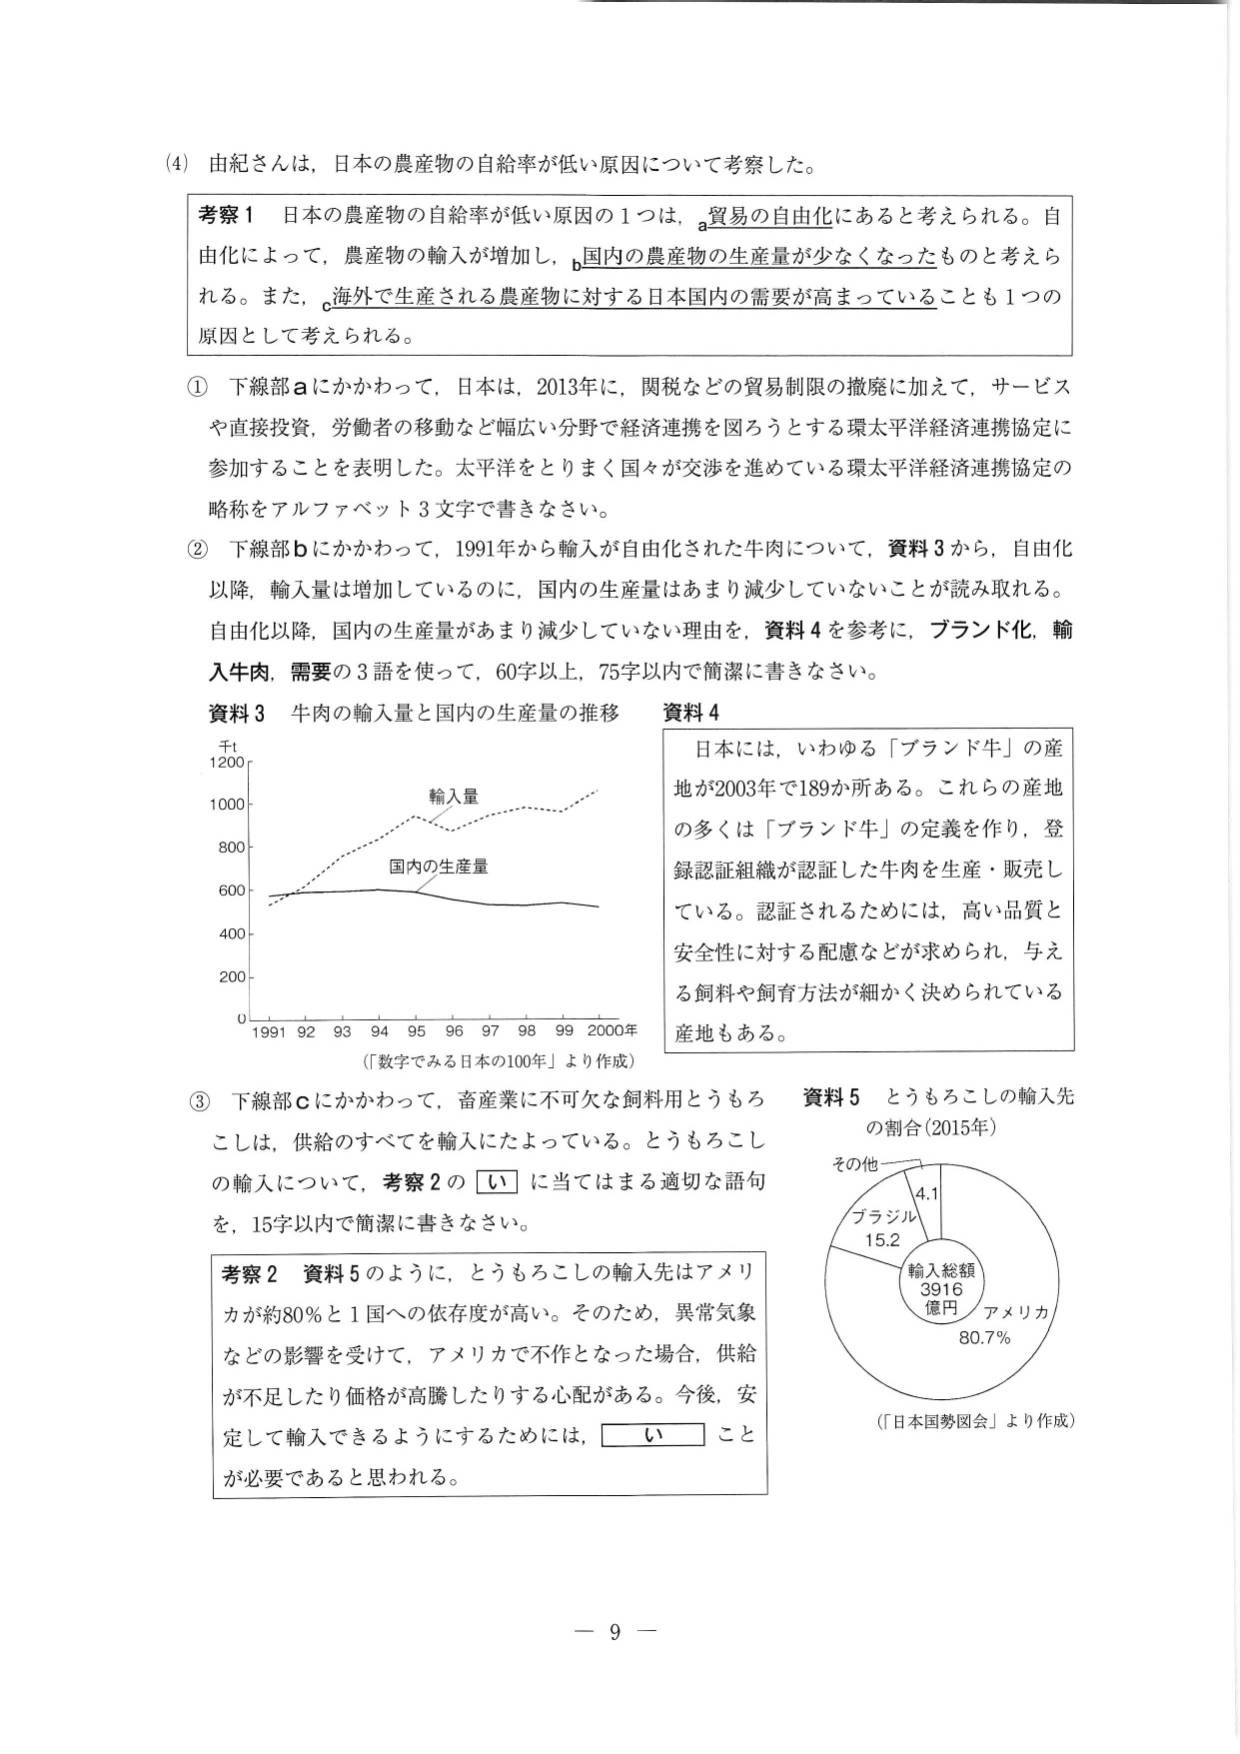 (4) 由紀さんは，日本の農産物の自給率が低い原因について考察した。
考察1　日本の農産物の自給率が低い原因の1つは，a貿易の自由化にあると考えられる。自
由化によって，農産物の輸入が増加し，b国内の農産物の生産量が少なくなったものと考えら
れる。また，c海外で生産される農産物に対する日本国内の需要が高まっていることも1つの
原因として考えられる。
①　下線部aにかかわって，日本は，2013年に，関税などの貿易制限の撤廃に加えて，サービス
や直接投資，労働者の移動など幅広い分野で経済連携を図ろうとする環太平洋経済連携協定に
参加することを表明した。太平洋をとりまく国々が交渉を進めている環太平洋経済連携協定の
略称をアルファベット3文字で書きなさい。
②　下線部bにかかわって，1991年から輸入が自由化された牛肉について，資料3から，自由化
以降，輸入量は増加しているのに，国内の生産量はあまり減少していないことが読み取れる。
自由化以降，国内の生産量があまり減少していない理由を，資料4を参考に，ブランド化，輸
入牛肉，需要の3語を使って，60字以上，75字以内で簡潔に書きなさい。
資料3　牛肉の輸入量と国内の生産量の推移
千t
1200
1000
800
600
400
200
0
輸入量
国内の生産量
1991 92 93 94 95 96 97 98 99 2000年
（「数字でみる日本の100年」より作成）
資料4
日本には，いわゆる「ブランド牛」の産
地が2003年で189か所ある。これらの産地
の多くは「ブランド牛」の定義を作り，登
録認証組織が認証した牛肉を生産・販売し
ている。認証されるためには，高い品質と
安全性に対する配慮などが求められ，与え
る飼料や飼育方法が細かく決められている
産地もある。
③　下線部cにかかわって，畜産業に不可欠な飼料用とうもろ
こしは，供給のすべてを輸入にたよっている。とうもろこし
の輸入について，考察2の い に当てはまる適切な語句
を，15字以内で簡潔に書きなさい。
考察2　資料5のように，とうもろこしの輸入先はアメリ
カが約80％と1国への依存度が高い。そのため，異常気象
などの影響を受けて，アメリカで不作となった場合，供給
が不足したり価格が高騰したりする心配がある。今後，安
定して輸入できるようにするためには， い こと
が必要であると思われる。
資料5　とうもろこしの輸入先
の割合(2015年)
その他
4.1
ブラジル
15.2
輸入総額
3916
億円
アメリカ
80.7％
（「日本国勢図会」より作成）
― 9 ―